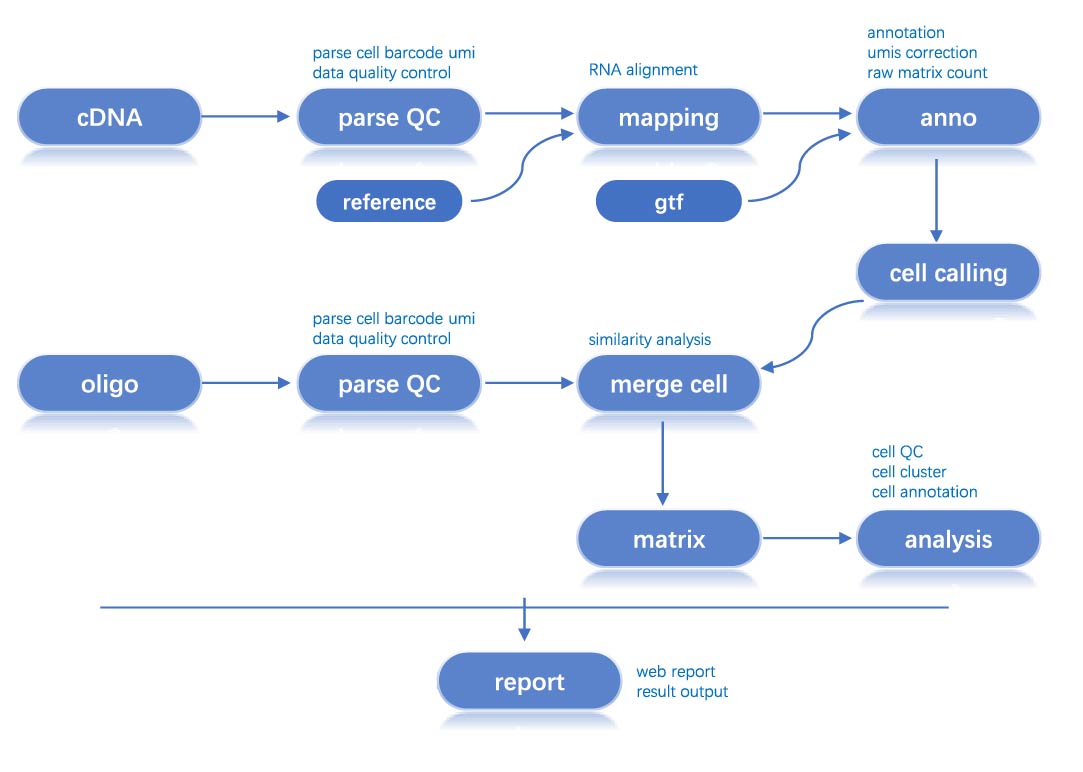 parse cell barcode umi
data quality control
RNA alignment
annotation
umis correction
raw matrix count
cDNA
parse QC
mapping
anno
reference
gtf
cell calling
parse cell barcode umi
data quality control
similarity analysis
oligo
parse QC
merge cell
cell QC
cell cluster
cell annotation
matrix
analysis
report
web report
result output